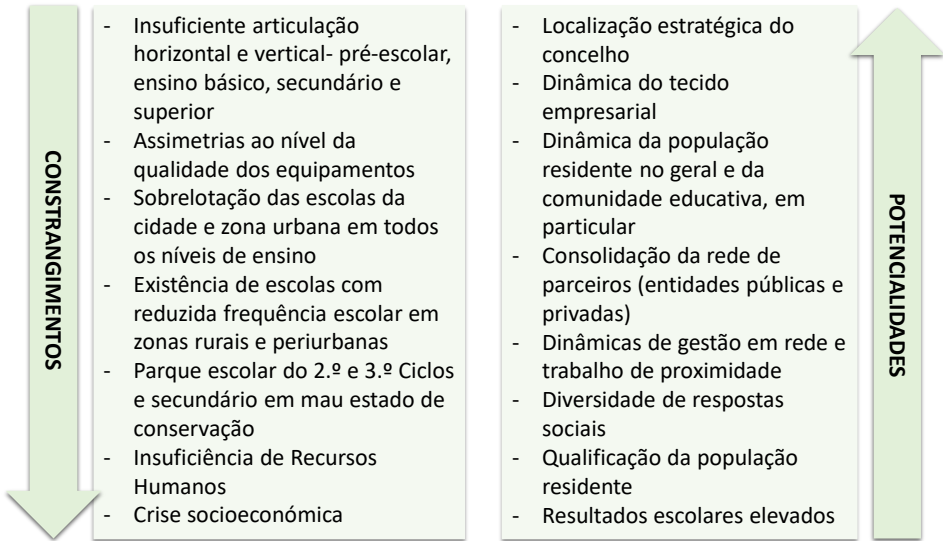 CONSTRANGIMENTOS
- Insuficiente articulação
horizontal e vertical- pré-escolar,
ensino básico, secundário e
superior
- Assimetrias ao nível da
qualidade dos equipamentos
- Sobrelotação das escolas da
cidade e zona urbana em todos
os níveis de ensino
- Existência de escolas com
reduzida frequência escolar em
zonas rurais e periurbanas
- Parque escolar do 2.º e 3.º Ciclos
e secundário em mau estado de
conservação
- Insuficiência de Recursos
Humanos
- Crise socioeconómica
- Localização estratégica do
concelho
- Dinâmica do tecido
empresarial
- Dinâmica da população
residente no geral e da
comunidade educativa, em
particular
- Consolidação da rede de
parceiros (entidades públicas e
privadas)
- Dinâmicas de gestão em rede e
trabalho de proximidade
- Diversidade de respostas
sociais
- Qualificação da população
residente
- Resultados escolares elevados
POTENCIALIDADES